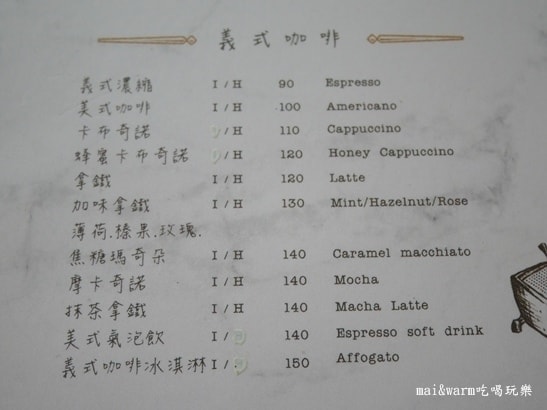 義式咖啡
義式濃縮 I / H 90 Espresso
美式咖啡 I / H 100 Americano
卡布奇諾 / H 110 Cappuccino
蜂蜜卡布奇諾 / H 120 Honey Cappuccino
拿鐵 I / H 120 Latte
加味拿鐵 I / H 130 Mint/Hazelnut/Rose
薄荷.榛果.玫瑰.
焦糖瑪奇朵 I / H 140 Caramel macchiato
摩卡奇諾 I / H 140 Mocha
抹茶拿鐵 I / H 140 Macha Latte
美式氣泡飲 I / 140 Espresso soft drink
義式咖啡冰淇淋 I / 150 Affogato
mai&warm吃喝玩樂